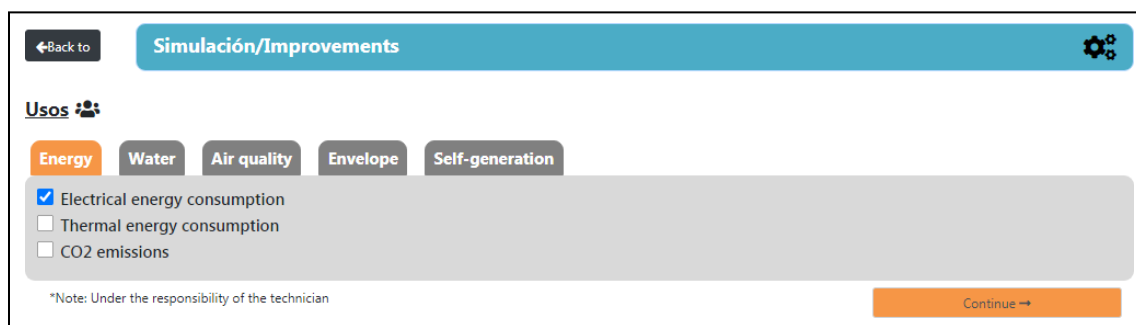 Back to
Simulación/Improvements
Usos
Energy Water Air quality Envelope Self-generation
Electrical energy consumption
Thermal energy consumption
CO2 emissions
*Note: Under the responsibility of the technician
Continue →